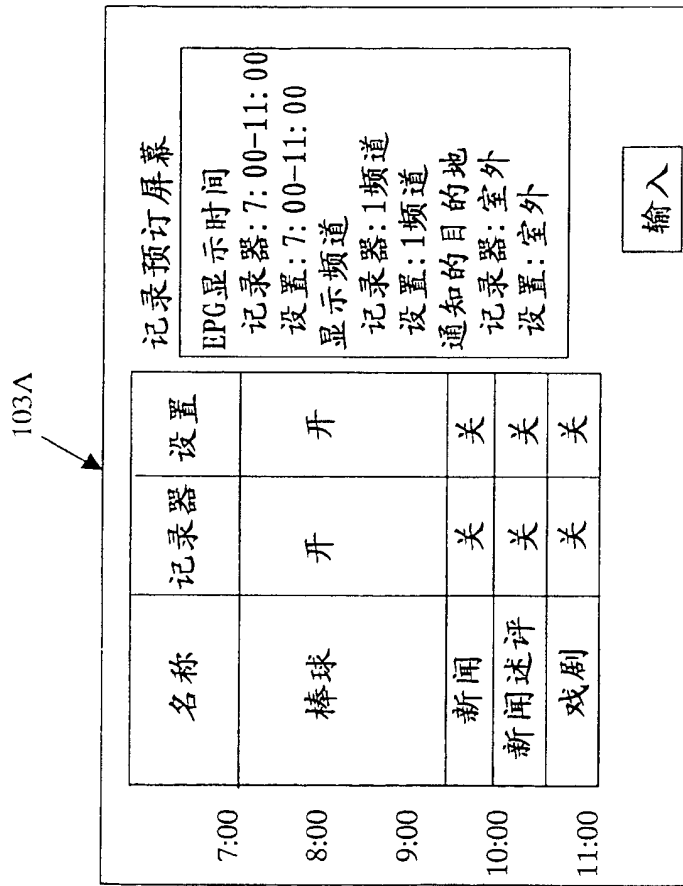 103A
记录预订屏幕
名称 记录器 设置
7:00
棒球 开 开
8:00
9:00
新闻 关 关
10:00
新闻述评 关 关
戏剧 关 关
11:00
EPG显示时间
记录器:7:00-11:00
设置:7:00-11:00
显示频道
记录器:1频道
设置:1频道
通知的目的地
记录器:室外
设置:室外
输入